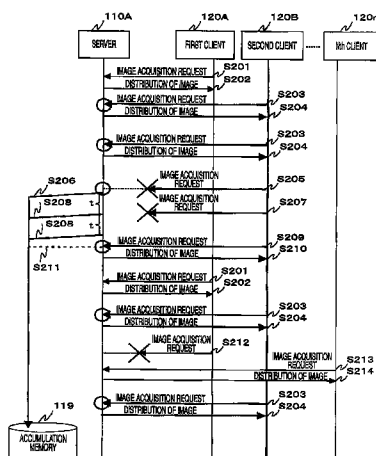 110A
120A
120B
120n
SERVER
FIRST CLIENT
SECOND CLIENT
Nth CLIENT
IMAGE ACQUISITION REQUEST
S201
DISTRIBUTION OF IMAGE
S202
IMAGE ACQUISITION REQUEST
S203
DISTRIBUTION OF IMAGE
S204
IMAGE ACQUISITION REQUEST
S203
DISTRIBUTION OF IMAGE
S204
S206
IMAGE ACQUISITION
REQUEST
S205
S208
t
IMAGE ACQUISITION
REQUEST
S207
S208
t
IMAGE ACQUISITION REQUEST
S209
DISTRIBUTION OF IMAGE
S210
S211
IMAGE ACQUISITION REQUEST
S201
DISTRIBUTION OF IMAGE
S202
IMAGE ACQUISITION REQUEST
S203
DISTRIBUTION OF IMAGE
S204
IMAGE ACQUISITION
REQUEST
S212
IMAGE ACQUISITION
REQUEST
S213
DISTRIBUTION OF IMAGE
S214
119
IMAGE ACQUISITION REQUEST
S203
DISTRIBUTION OF IMAGE
S204
ACCUMULATION
MEMORY